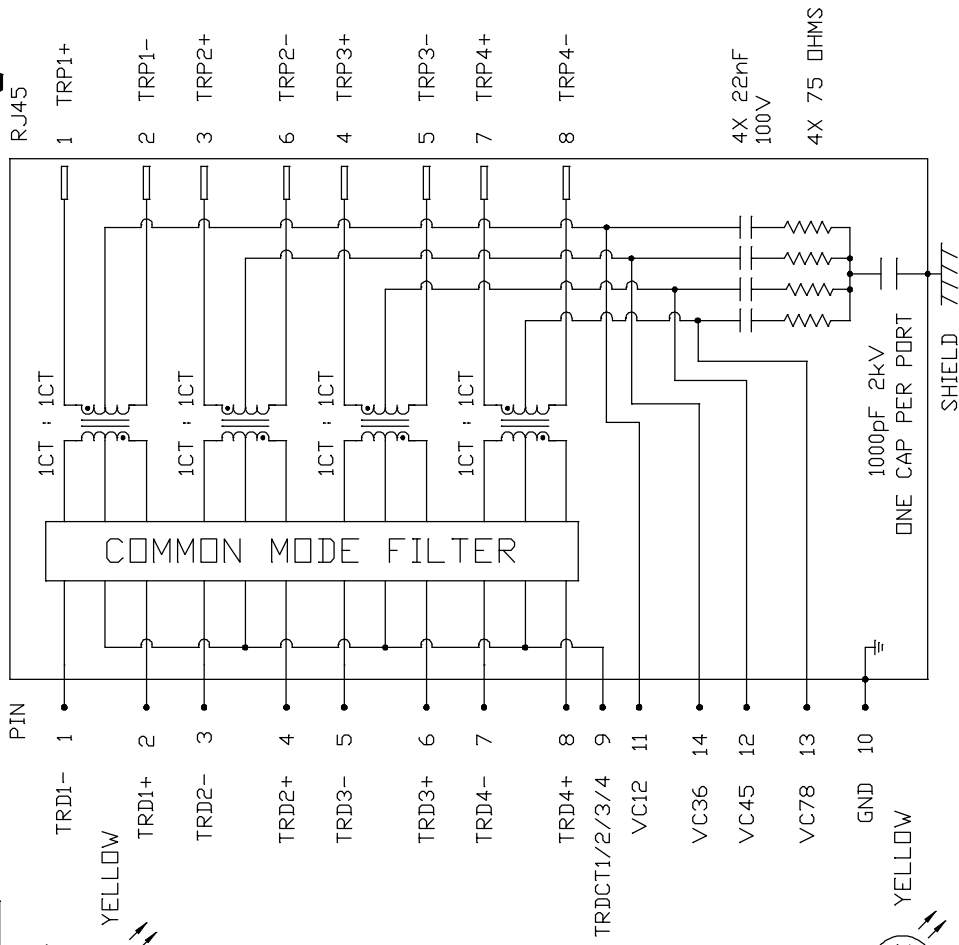 RJ45
1 TRP1+
2 TRP1-
3 TRP2+
6 TRP2-
4 TRP3+
5 TRP3-
7 TRP4+
8 TRP4-
4X 22nF
100V
4X 75 OHMS
1CT : 1CT
1CT : 1CT
1CT : 1CT
1CT : 1CT
COMMON MODE FILTER
1000pF 2kV
ONE CAP PER PORT
SHIELD
PIN
1 TRD1-
2 TRD1+
3 TRD2-
4 TRD2+
5 TRD3-
6 TRD3+
7 TRD4-
8 TRD4+
9 TRDCT1/2/3/4
11 VC12
14 VC36
12 VC45
13 VC78
10 GND
YELLOW
YELLOW